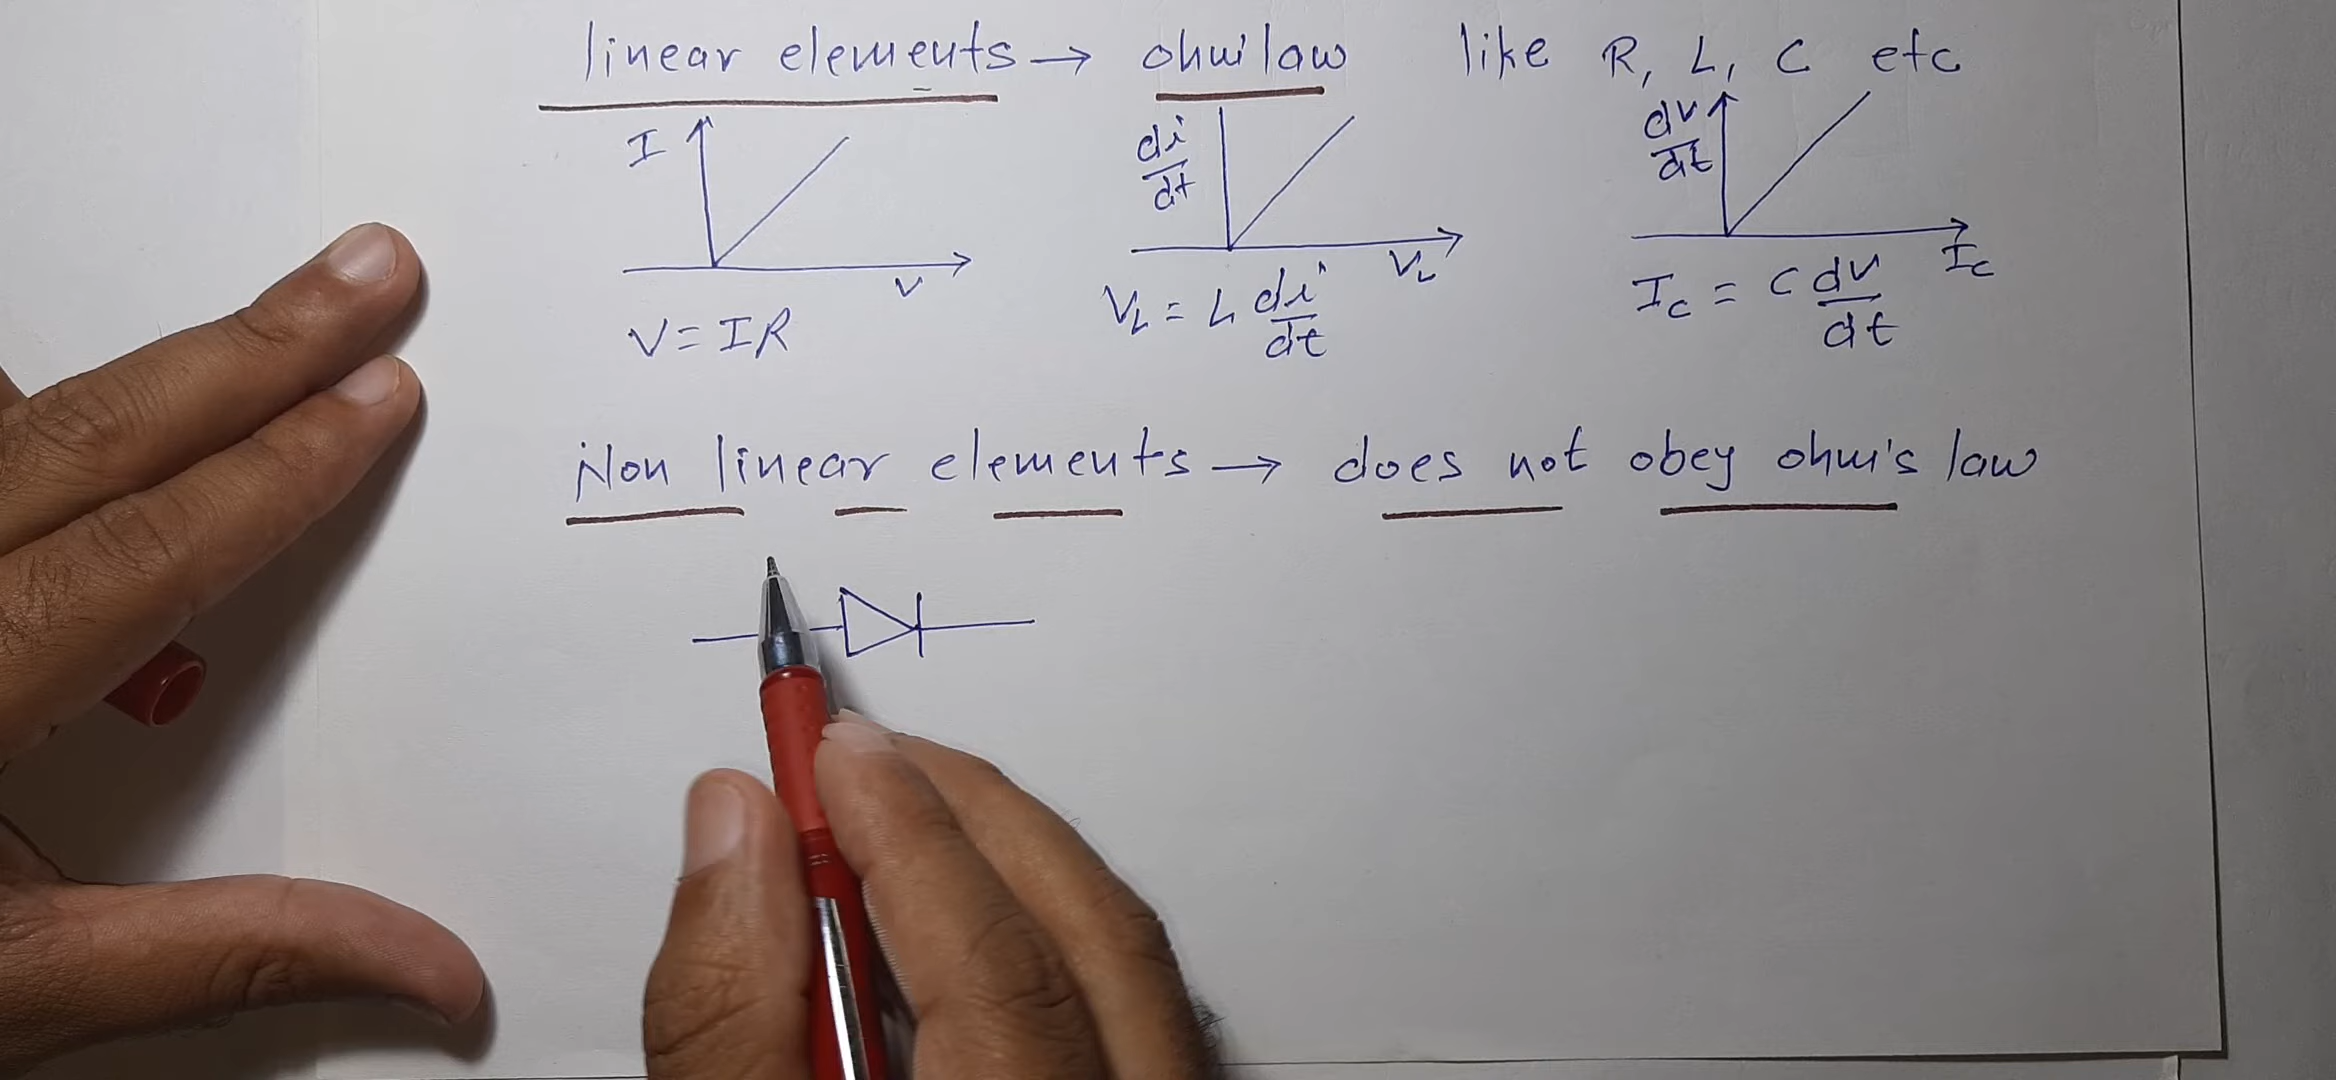 linear elements → ohm's law like R, L, C etc
I
V
V = IR
di/dt
VL
VL = L di/dt
dv/dt
Ic
Ic = C dv/dt
Non linear elements → does not obey ohm's law